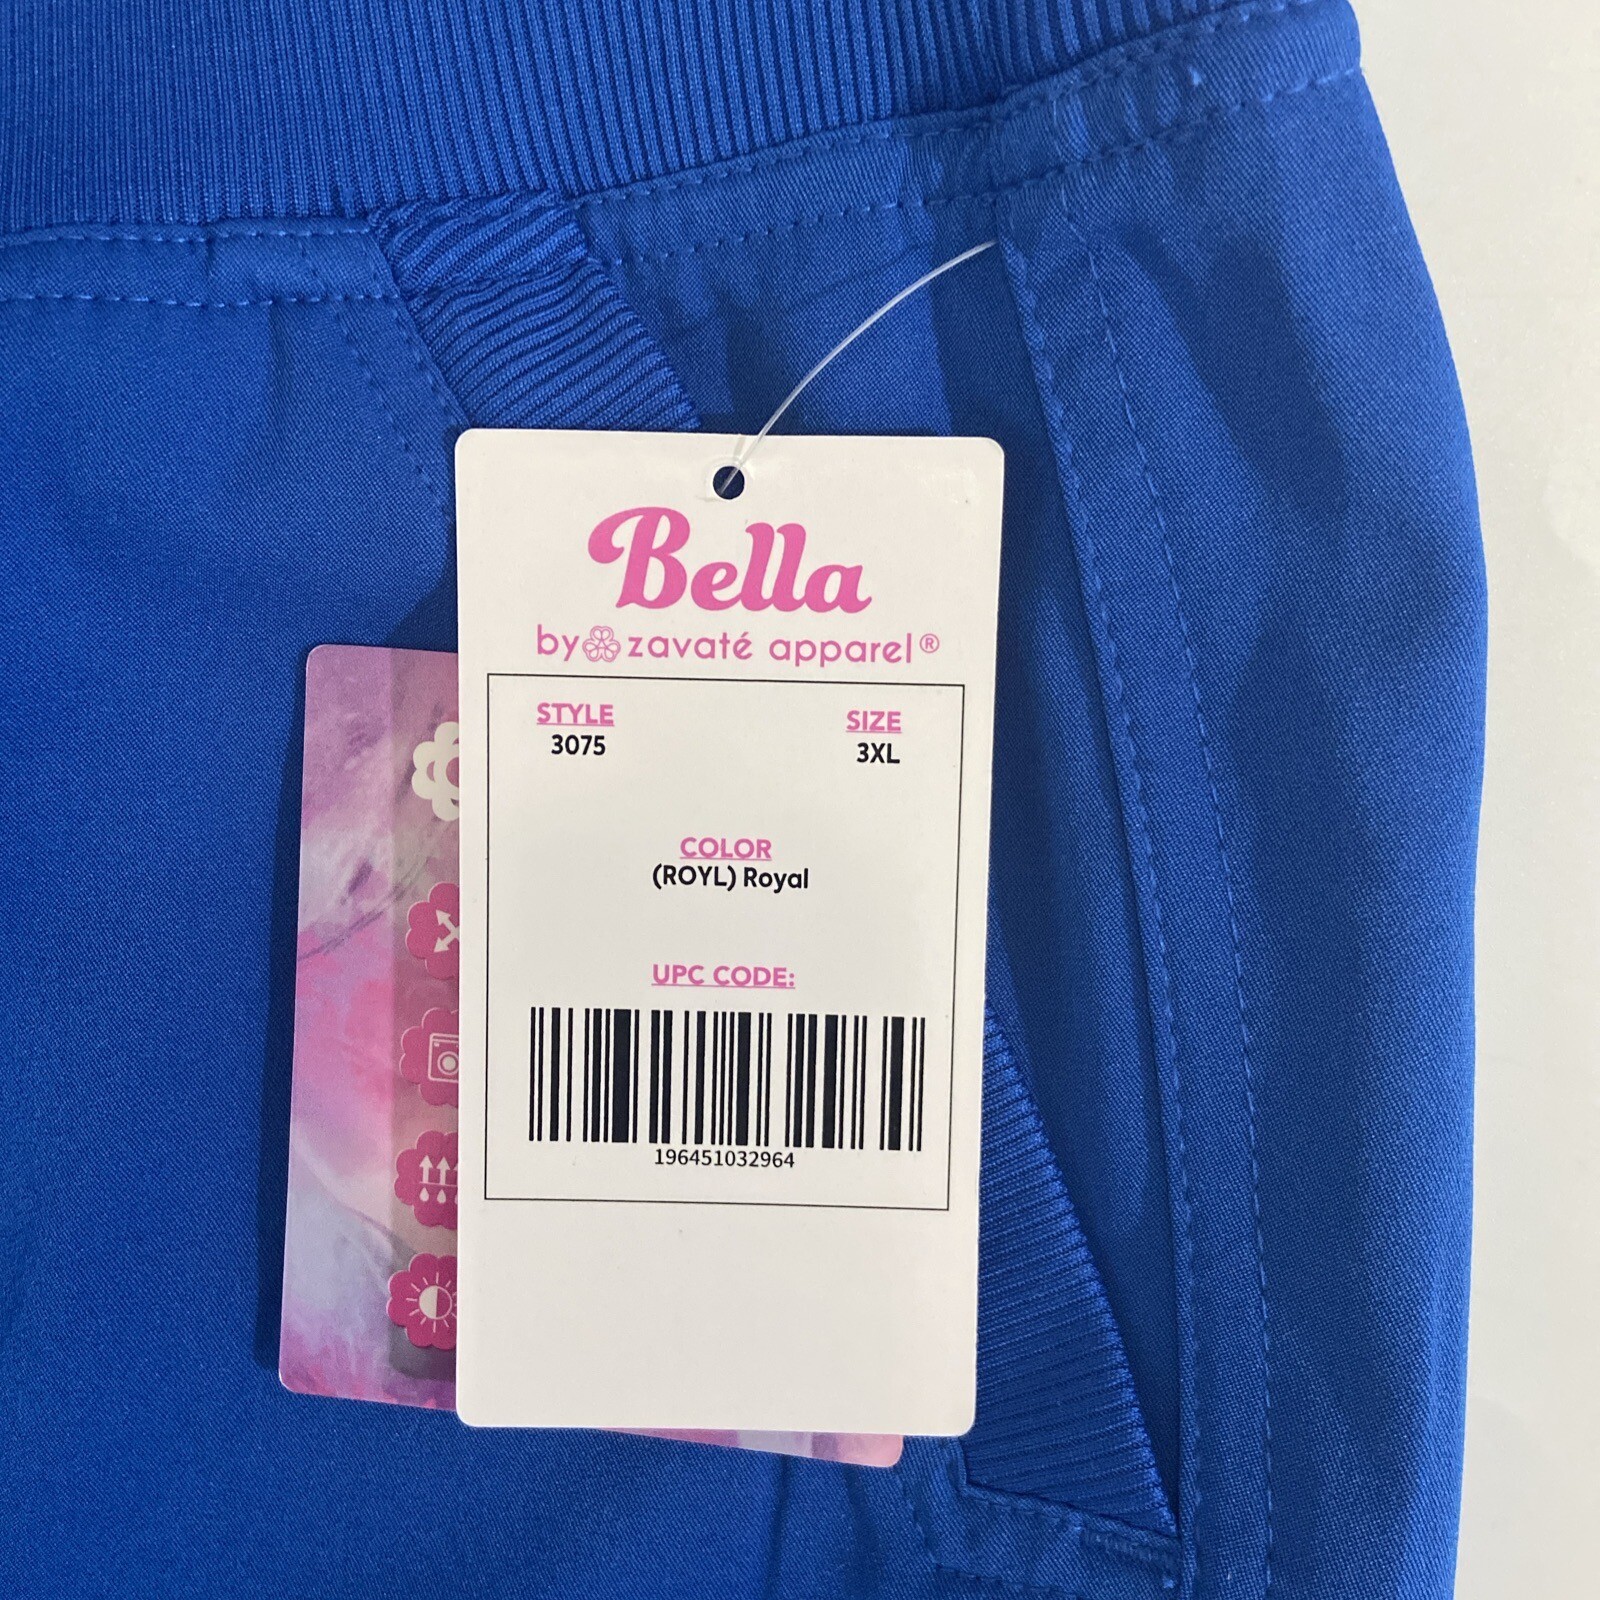 Bella
by zavaté apparel®
STYLE
3075
SIZE
3XL
COLOR
(ROYL) Royal
UPC CODE:
196451032964